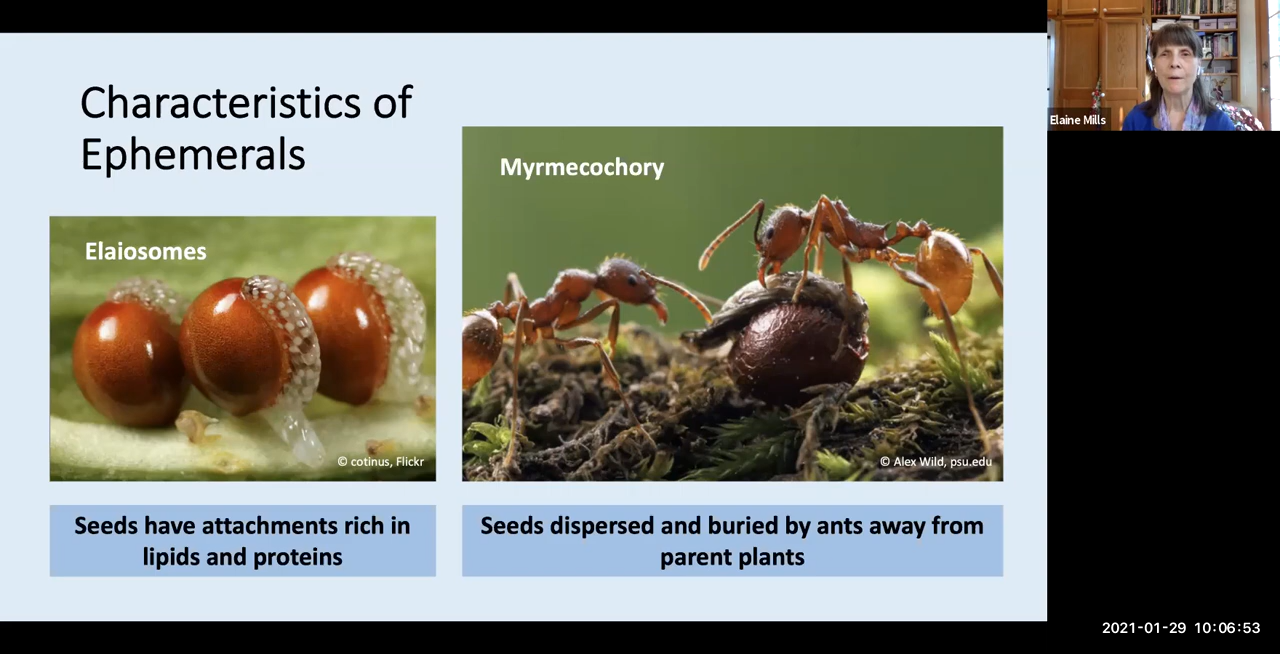 Characteristics of
Ephemerals
Elaiosomes
© cotinus, Flickr
Seeds have attachments rich in
lipids and proteins
Myrmecochory
© Alex Wild, psu.edu
Seeds dispersed and buried by ants away from
parent plants
Elaine Mills
2021-01-29 10:06:53